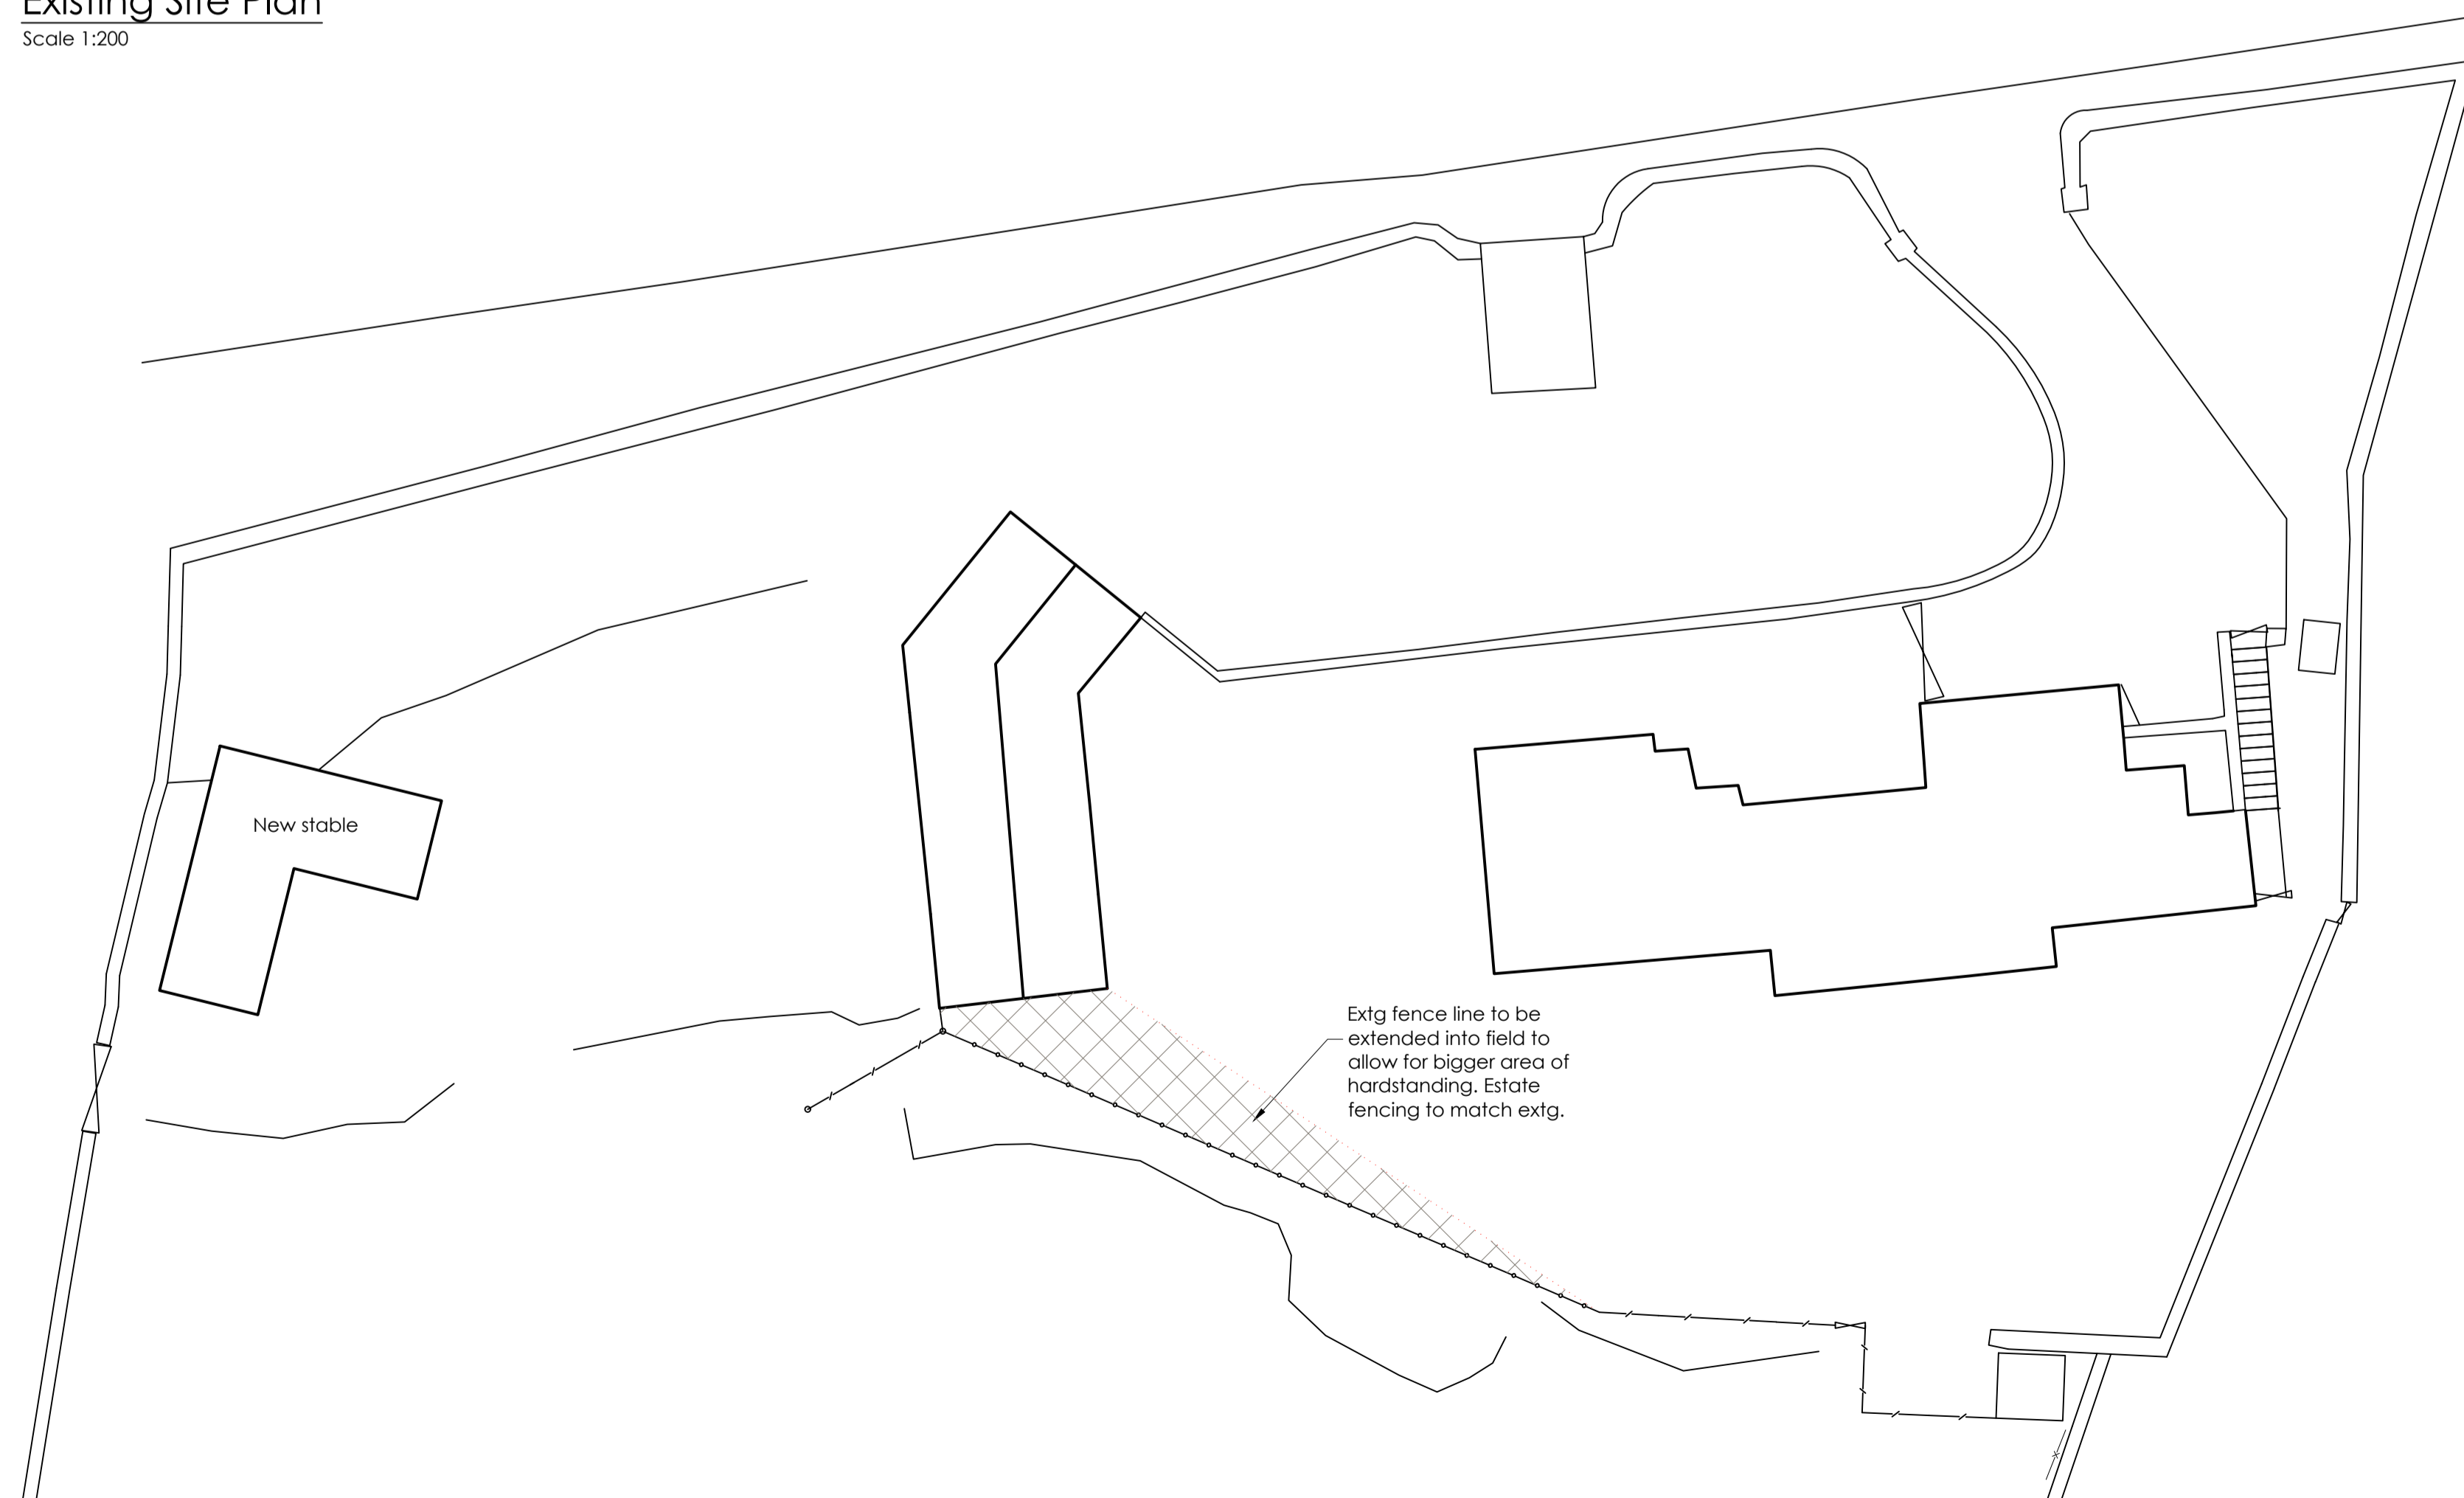 Existing Site Plan
Scale 1:200
New stable
Extg fence line to be
extended into field to
allow for bigger area of
hardstanding. Estate
fencing to match extg.